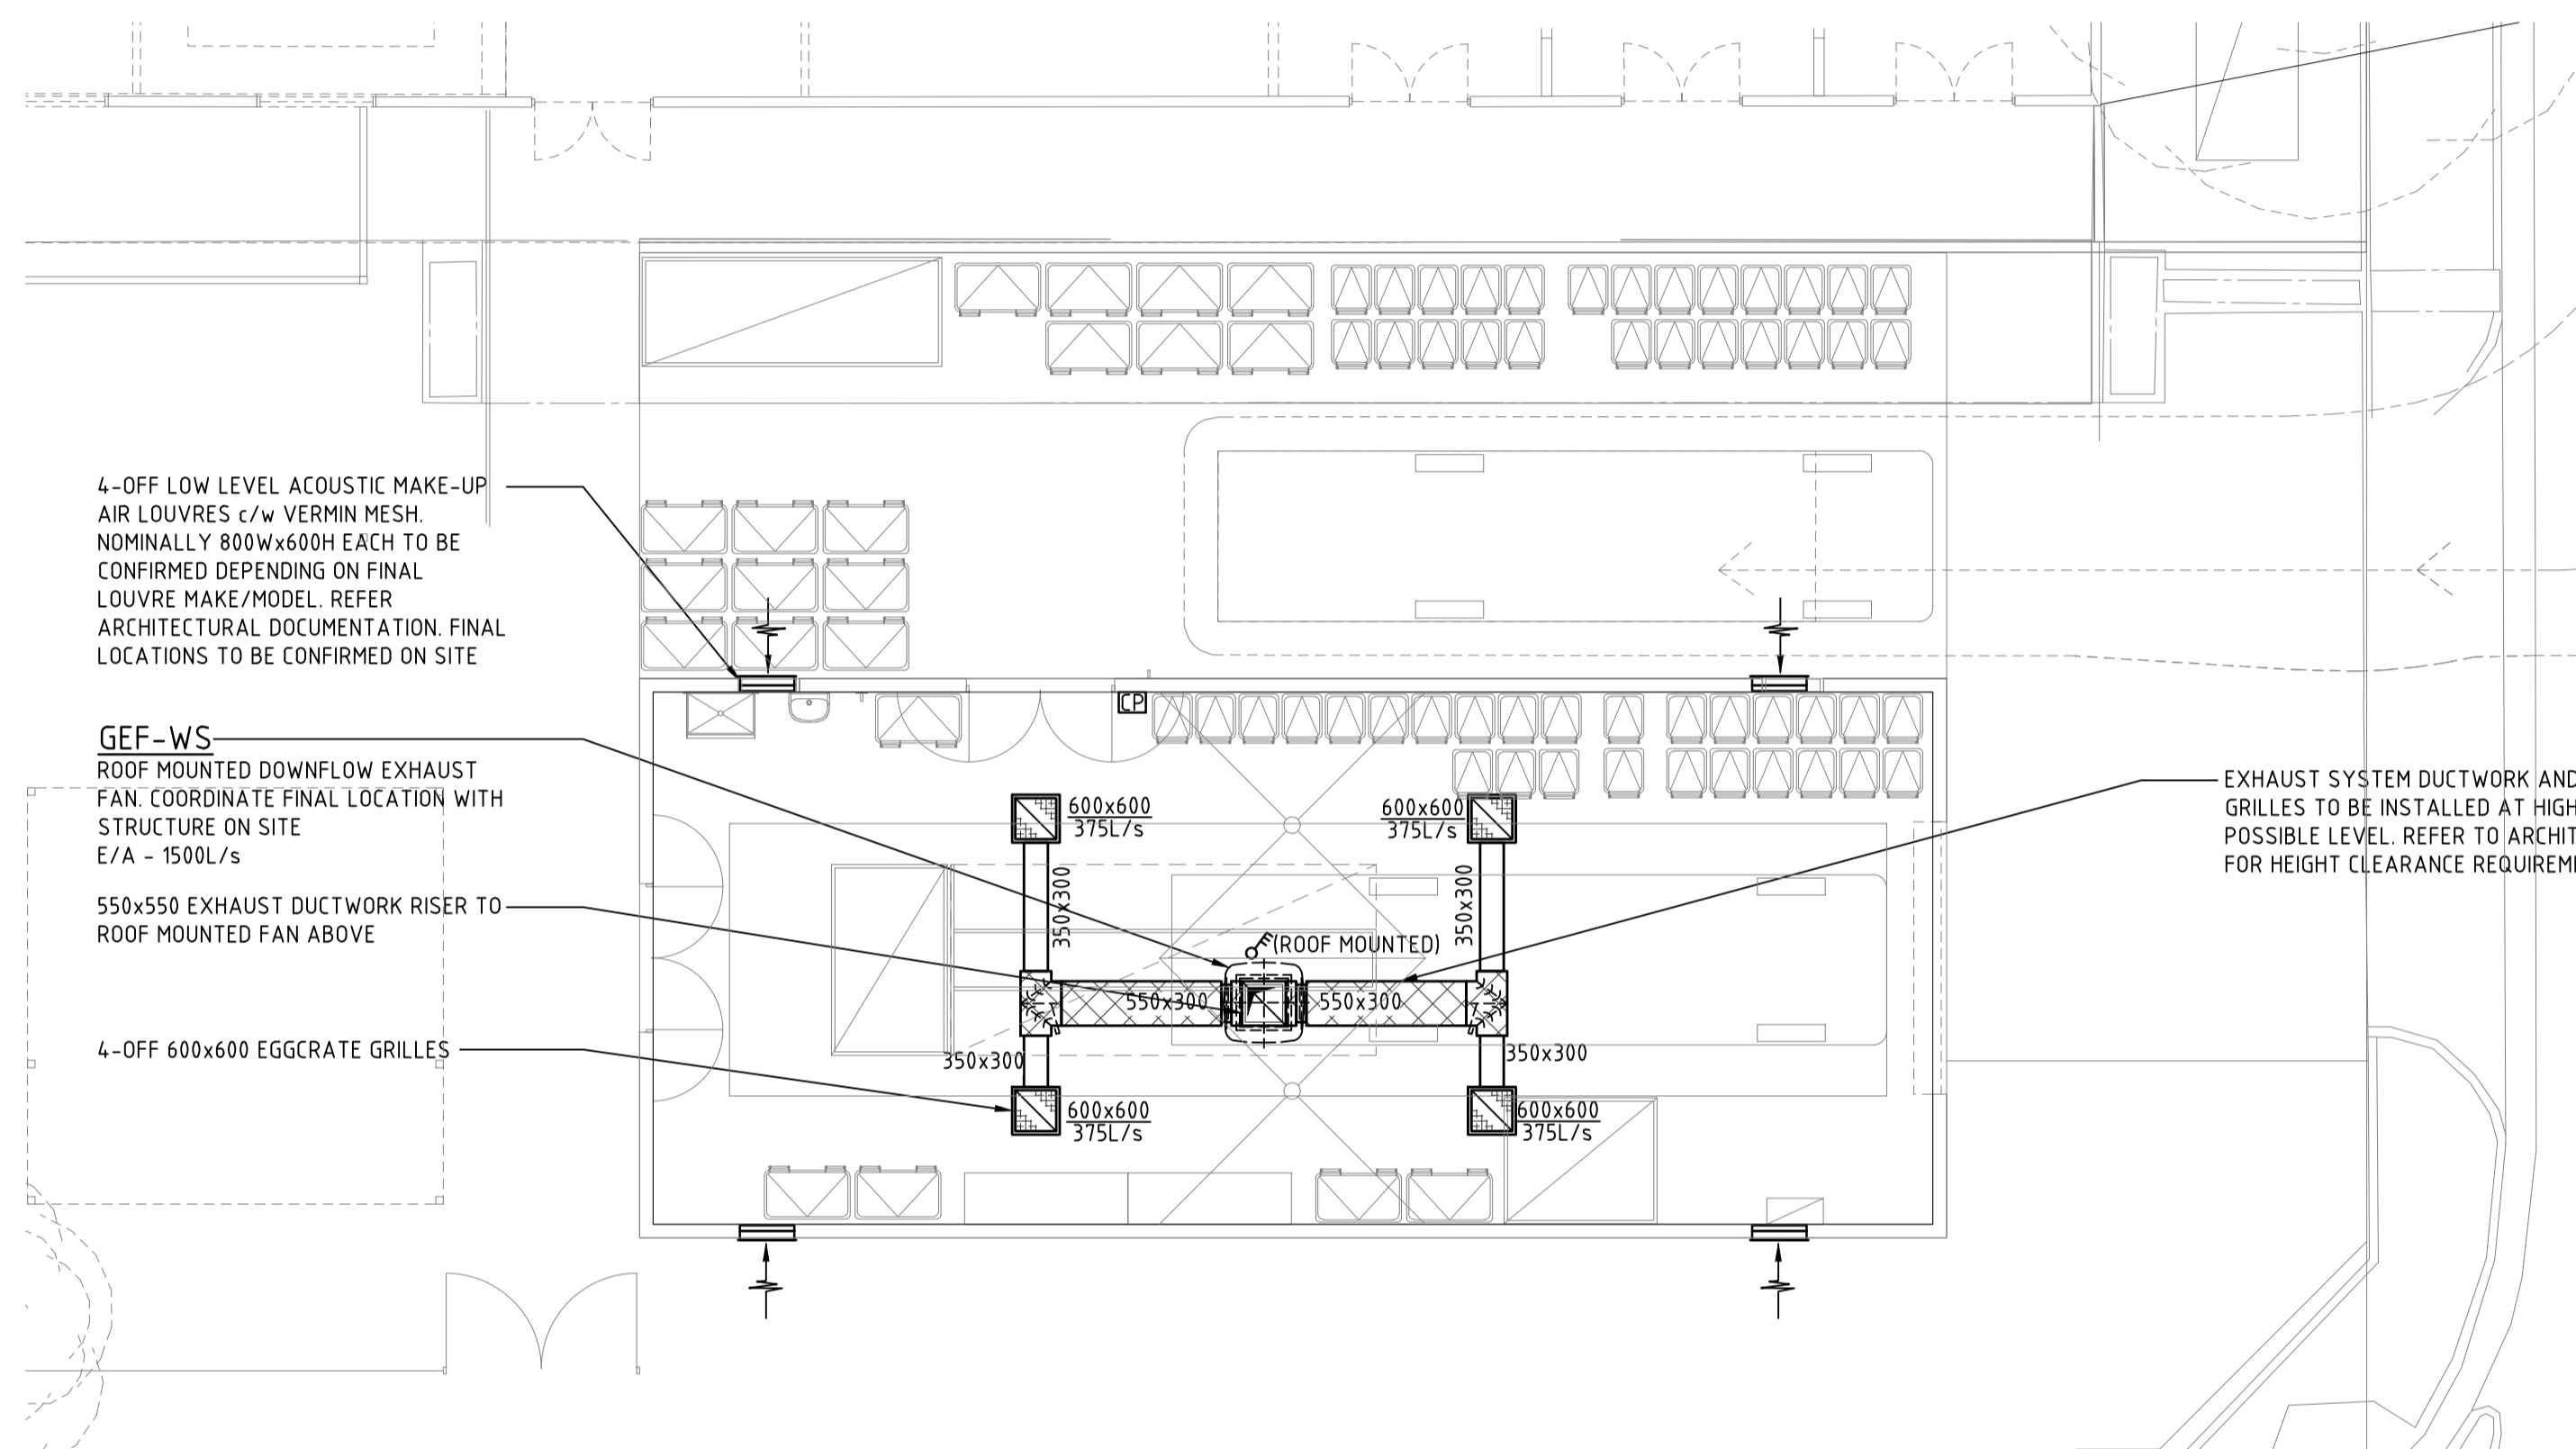 4-OFF LOW LEVEL ACOUSTIC MAKE-UP
AIR LOUVRES c/w VERMIN MESH.
NOMINALLY 800Wx600H EACH TO BE
CONFIRMED DEPENDING ON FINAL
LOUVRE MAKE/MODEL. REFER
ARCHITECTURAL DOCUMENTATION. FINAL
LOCATIONS TO BE CONFIRMED ON SITE
GEF-WS
ROOF MOUNTED DOWNFLOW EXHAUST
FAN. COORDINATE FINAL LOCATION WITH
STRUCTURE ON SITE
E/A - 1500L/s
550x550 EXHAUST DUCTWORK RISER TO
ROOF MOUNTED FAN ABOVE
4-OFF 600x600 EGGCRATE GRILLES
CP
600x600
375L/s
600x600
375L/s
350x300
350x300
(ROOF MOUNTED)
550x300
550x300
350x300
350x300
600x600
375L/s
600x600
375L/s
EXHAUST SYSTEM DUCTWORK AND
GRILLES TO BE INSTALLED AT HIGH
POSSIBLE LEVEL. REFER TO ARCHIT
FOR HEIGHT CLEARANCE REQUIREM